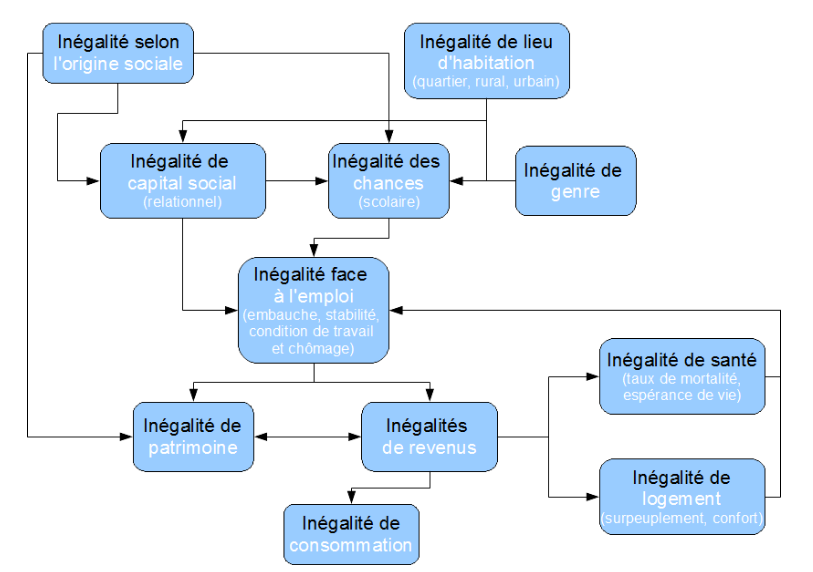 Inégalité selon
l'origine sociale
Inégalité de lieu
d'habitation
(quartier, rural, urbain)
Inégalité de
capital social
(relationnel)
Inégalité des
chances
(scolaire)
Inégalité de
genre
Inégalité face
à l'emploi
(embauche, stabilité,
condition de travail
et chômage)
Inégalité de santé
(taux de mortalité,
espérance de vie)
Inégalité de
patrimoine
Inégalités
de revenus
Inégalité de
logement
(surpeuplement, confort)
Inégalité de
consommation